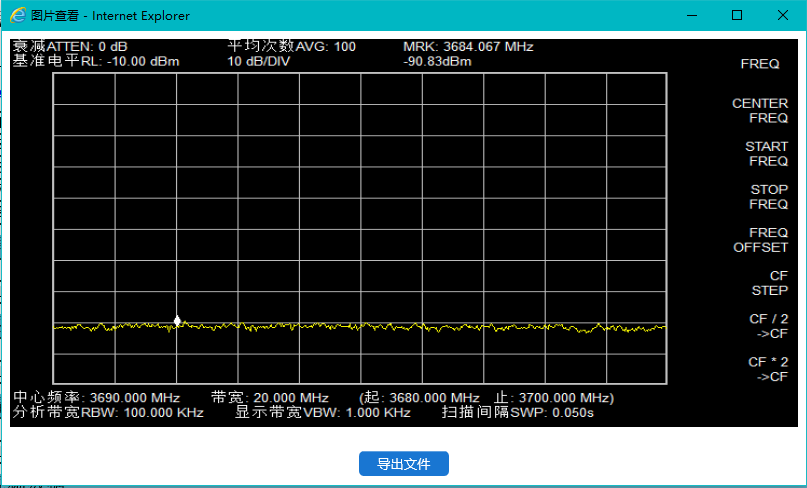 图片查看 - Internet Explorer
衰减ATTEN: 0 dB 平均次数AVG: 100 MRK: 3684.067 MHz
基准电平RL: -10.00 dBm 10 dB/DIV -90.83dBm
FREQ
CENTER
FREQ
START
FREQ
STOP
FREQ
FREQ
OFFSET
CF
STEP
CF / 2
->CF
CF * 2
->CF
中心频率: 3690.000 MHz 带宽: 20.000 MHz (起: 3680.000 MHz 止: 3700.000 MHz)
分析带宽RBW: 100.000 KHz 显示带宽VBW: 1.000 KHz 扫描间隔SWP: 0.050s
导出文件